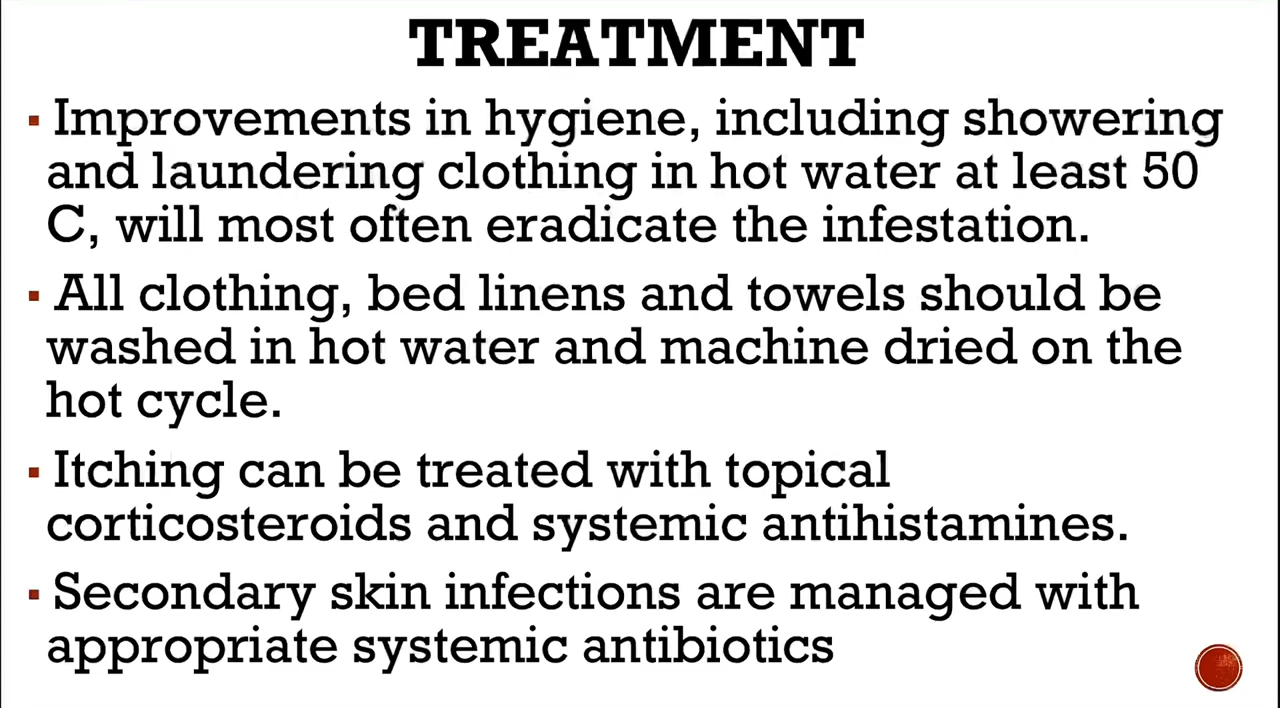 TREATMENT
▪ Improvements in hygiene, including showering
and laundering clothing in hot water at least 50
C, will most often eradicate the infestation.
▪ All clothing, bed linens and towels should be
washed in hot water and machine dried on the
hot cycle.
▪ Itching can be treated with topical
corticosteroids and systemic antihistamines.
▪ Secondary skin infections are managed with
appropriate systemic antibiotics